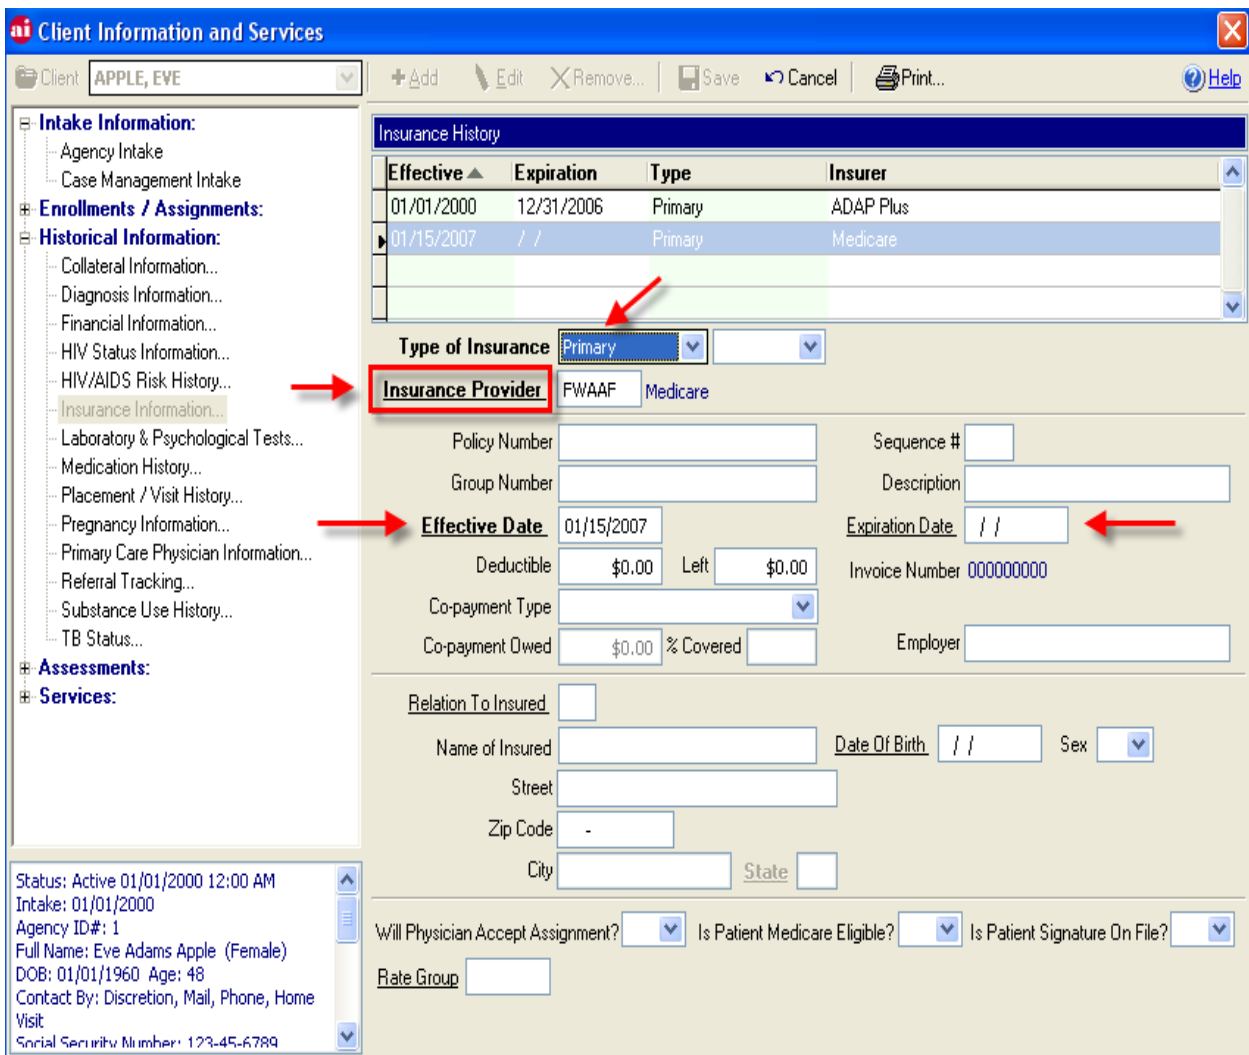 ai Client Information and Services
Client APPLE, EVE Add Edit Remove... Save Cancel Print... Help
Intake Information:
Agency Intake
Case Management Intake
Enrollments / Assignments:
Historical Information:
Collateral Information...
Diagnosis Information...
Financial Information...
HIV Status Information...
HIV/AIDS Risk History...
Insurance Information...
Laboratory & Psychological Tests...
Medication History...
Placement / Visit History...
Pregnancy Information...
Primary Care Physician Information...
Referral Tracking...
Substance Use History...
TB Status...
Assessments:
Services:
Status: Active 01/01/2000 12:00 AM
Intake: 01/01/2000
Agency ID#: 1
Full Name: Eve Adams Apple (Female)
DOB: 01/01/1960 Age: 48
Contact By: Discretion, Mail, Phone, Home
Visit
Social Security Number: 123-45-6789
Insurance History
Effective Expiration Type Insurer
01/01/2000 12/31/2006 Primary ADAP Plus
01/15/2007 / / Primary Medicare
Type of Insurance Primary
Insurance Provider FWAAF Medicare
Policy Number Sequence #
Group Number Description
Effective Date 01/15/2007 Expiration Date / /
Deductible $0.00 Left $0.00 Invoice Number 000000000
Co-payment Type
Co-payment Owed $0.00 % Covered Employer
Relation To Insured
Name of Insured Date Of Birth / / Sex
Street
Zip Code -
City State
Will Physician Accept Assignment? Is Patient Medicare Eligible? Is Patient Signature On File?
Rate Group